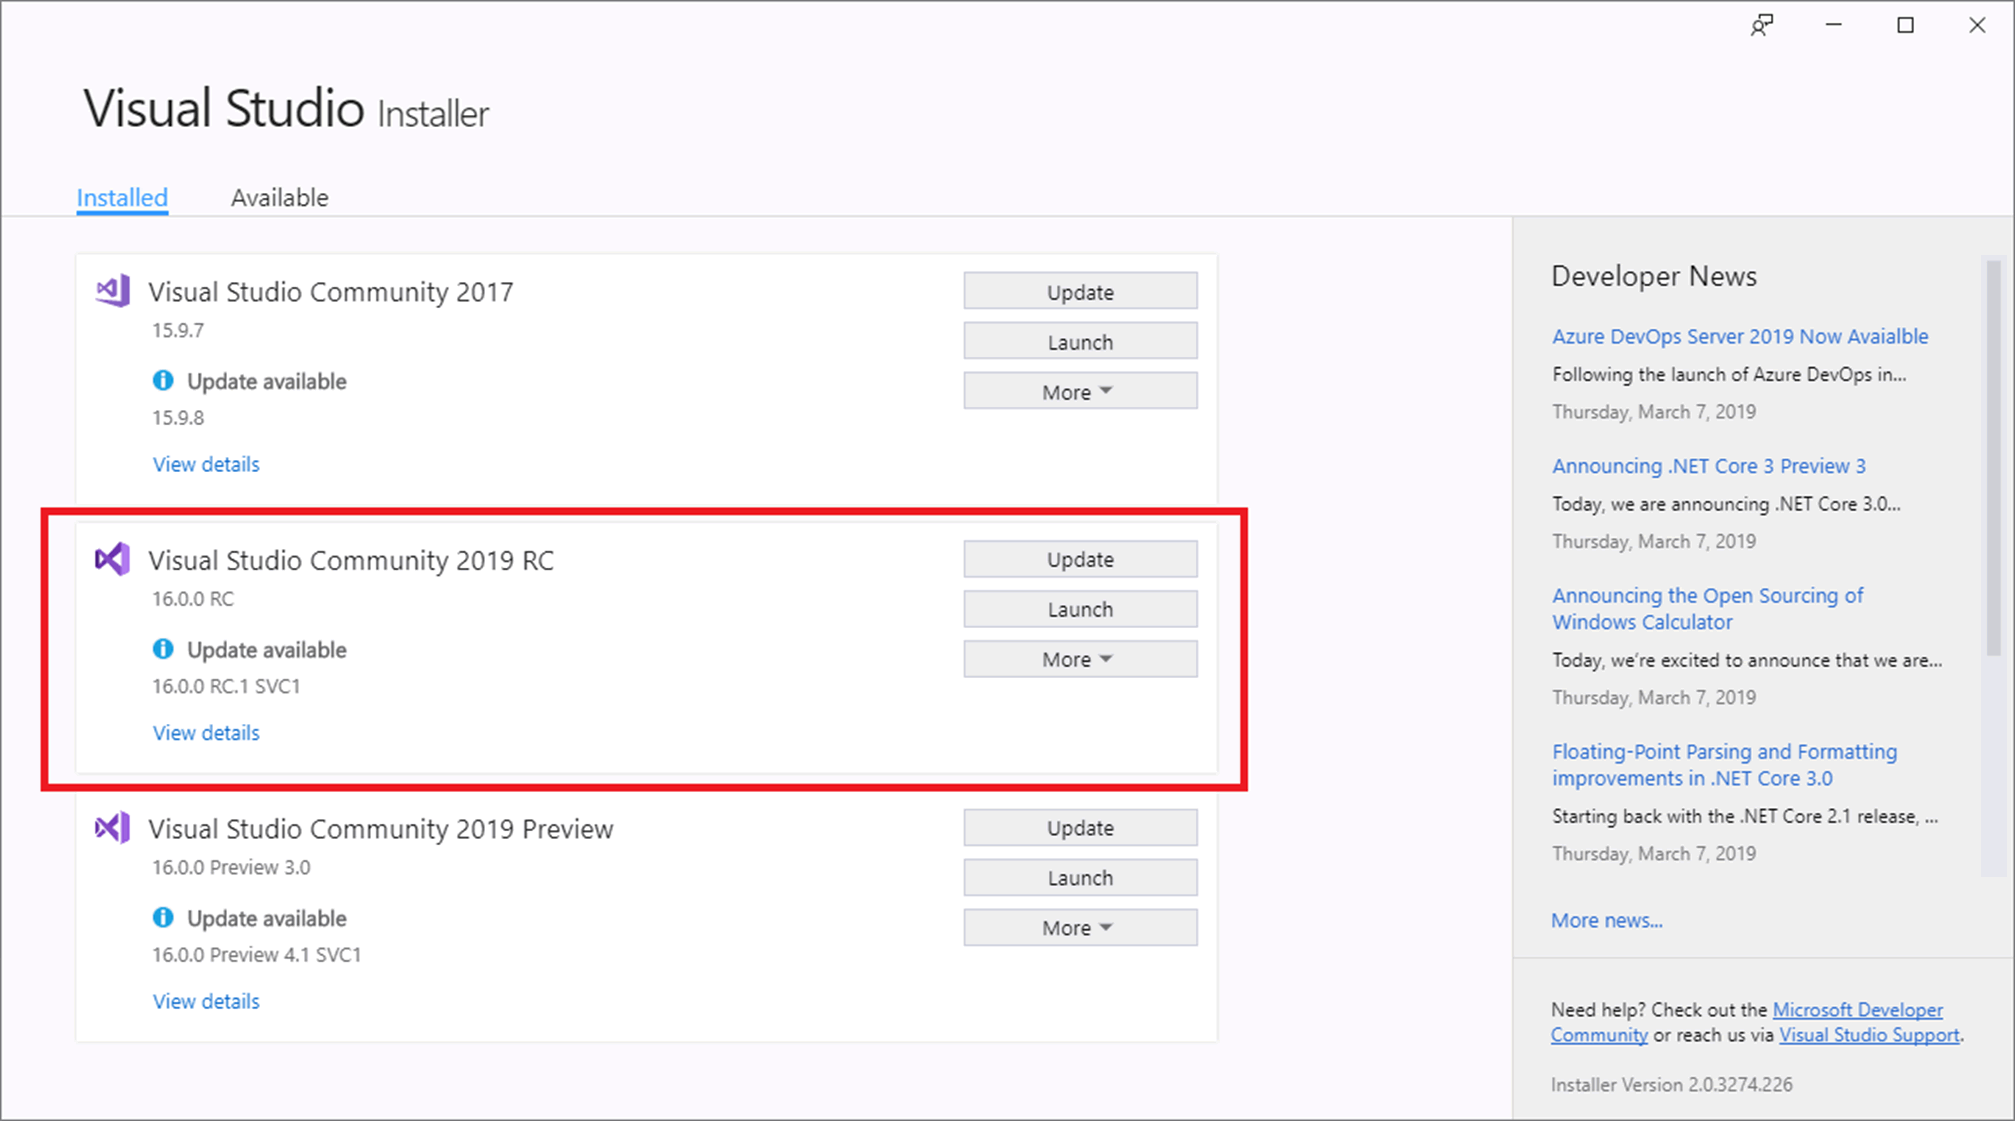 Visual Studio Installer
Installed Available
Visual Studio Community 2017
15.9.7
Update available
15.9.8
View details
Update
Launch
More
Visual Studio Community 2019 RC
16.0.0 RC
Update available
16.0.0 RC.1 SVC1
View details
Update
Launch
More
Visual Studio Community 2019 Preview
16.0.0 Preview 3.0
Update available
16.0.0 Preview 4.1 SVC1
View details
Update
Launch
More
Developer News
Azure DevOps Server 2019 Now Avaialble
Following the launch of Azure DevOps in...
Thursday, March 7, 2019
Announcing .NET Core 3 Preview 3
Today, we are announcing .NET Core 3.0...
Thursday, March 7, 2019
Announcing the Open Sourcing of
Windows Calculator
Today, we're excited to announce that we are...
Thursday, March 7, 2019
Floating-Point Parsing and Formatting
improvements in .NET Core 3.0
Starting back with the .NET Core 2.1 release, ...
Thursday, March 7, 2019
More news...
Need help? Check out the Microsoft Developer
Community or reach us via Visual Studio Support.
Installer Version 2.0.3274.226